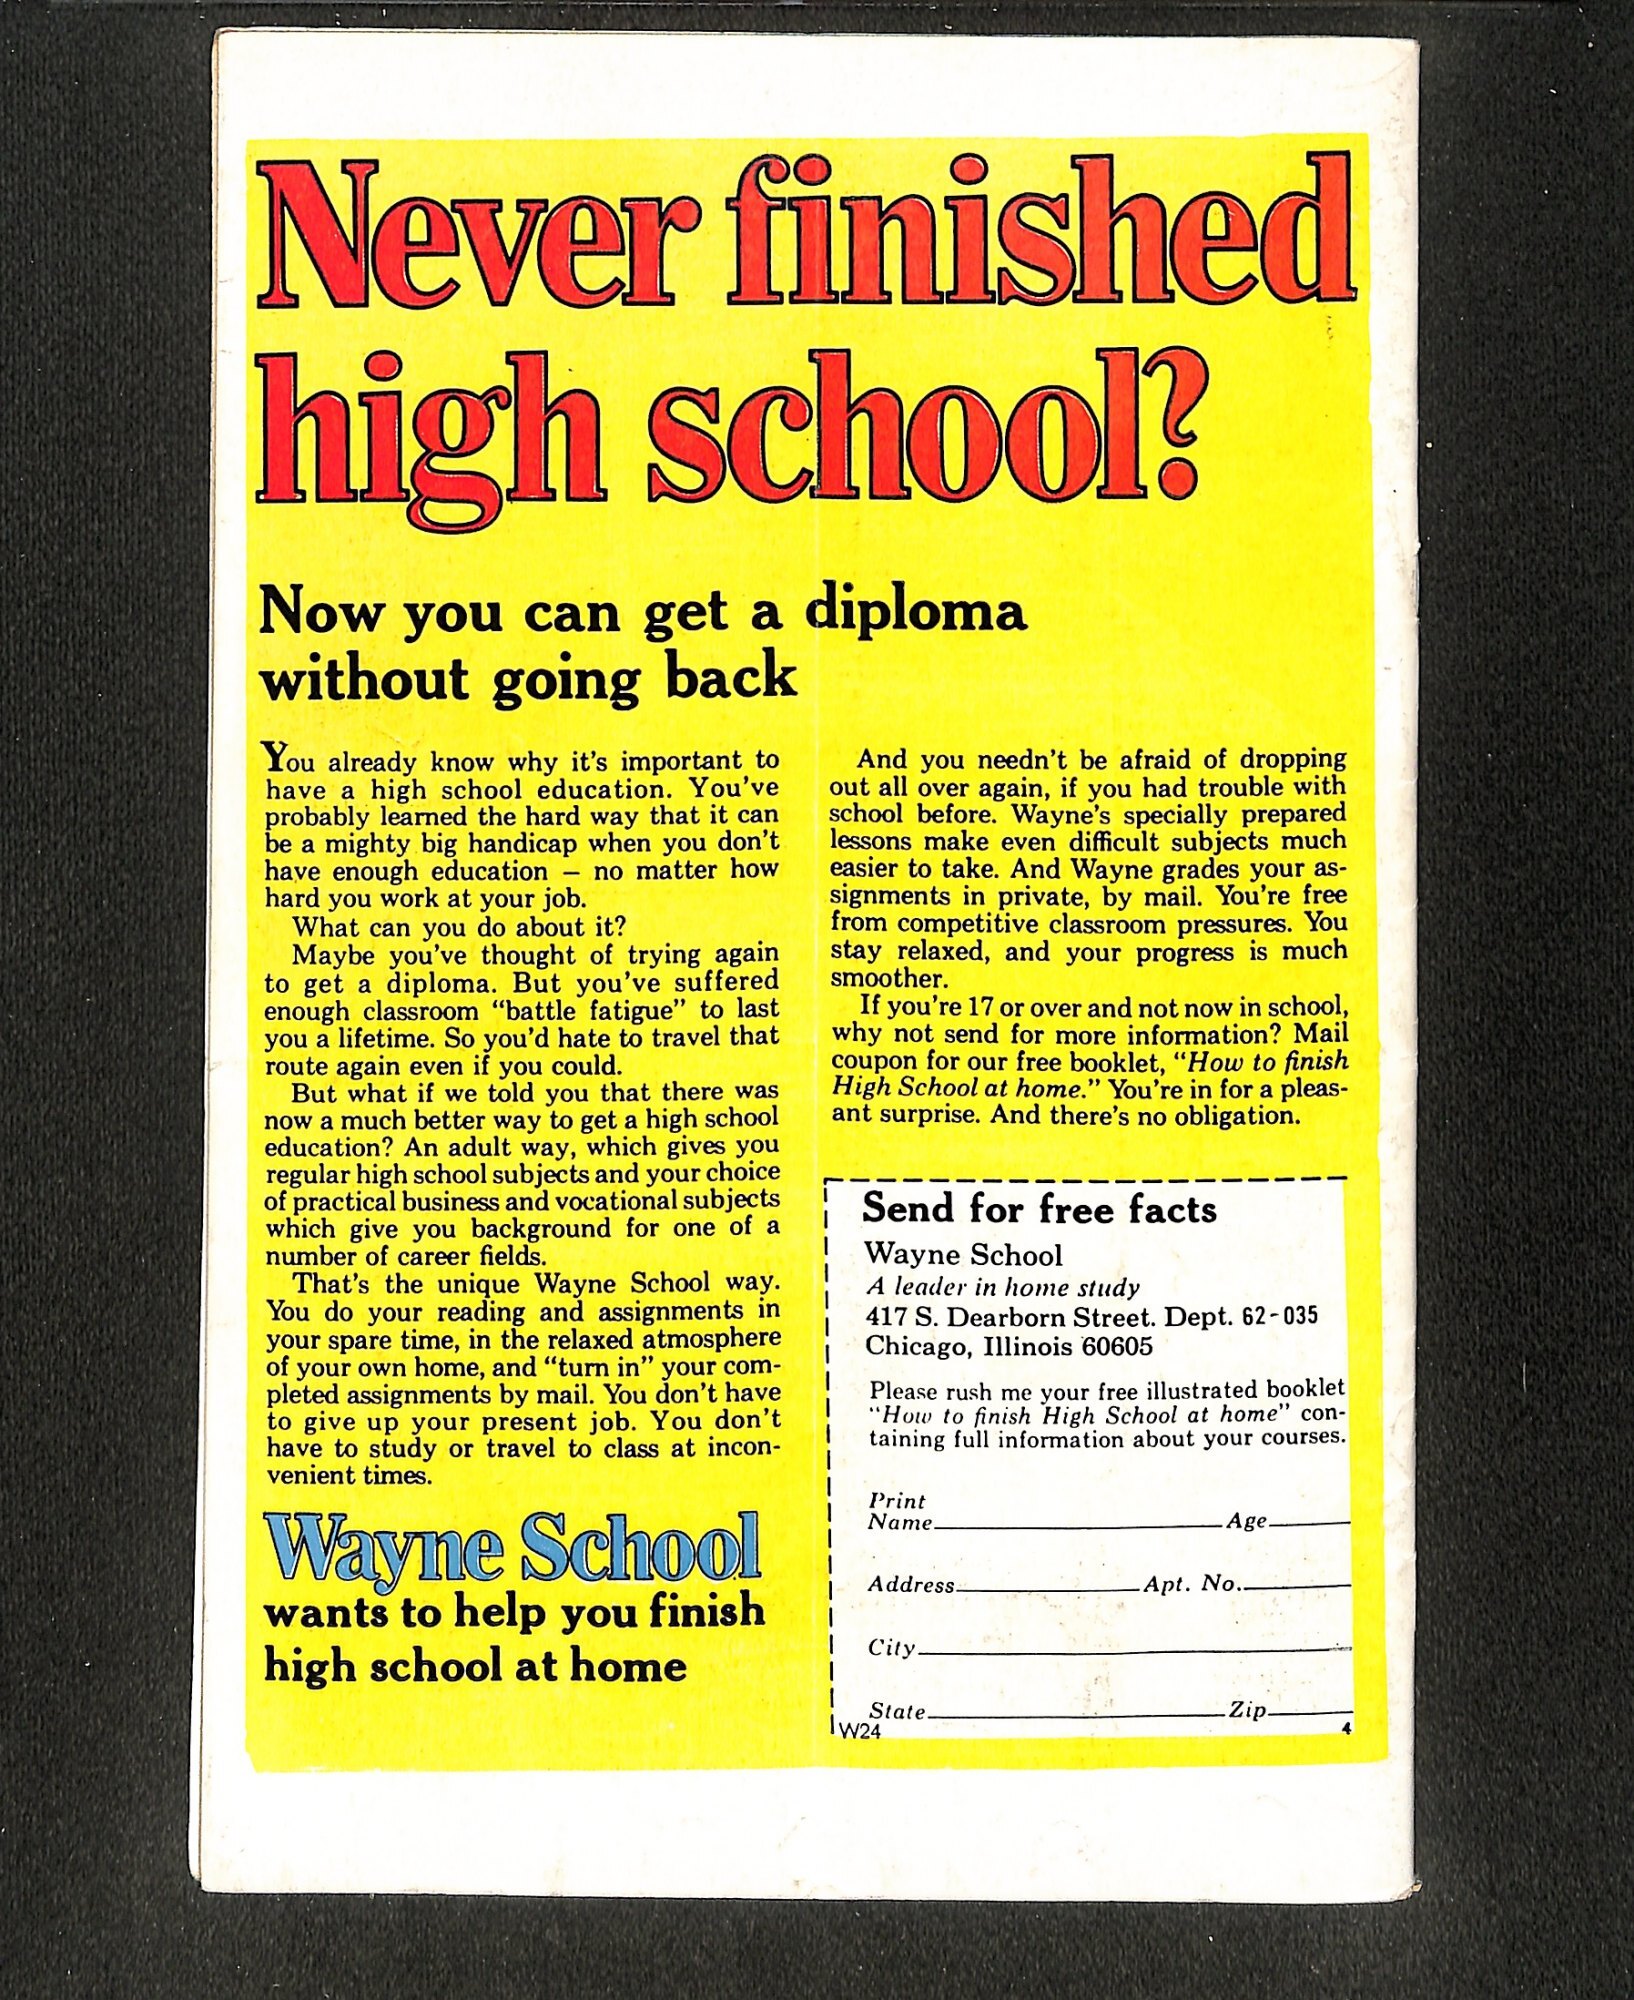 Never finished
high school?
Now you can get a diploma
without going back
You already know why it's important to
have a high school education. You've
probably learned the hard way that it can
be a mighty big handicap when you don't
have enough education – no matter how
hard you work at your job.
What can you do about it?
Maybe you've thought of trying again
to get a diploma. But you've suffered
enough classroom “battle fatigue” to last
you a lifetime. So you'd hate to travel that
route again even if you could.
But what if we told you that there was
now a much better way to get a high school
education? An adult way, which gives you
regular high school subjects and your choice
of practical business and vocational subjects
which give you background for one of a
number of career fields.
That's the unique Wayne School way.
You do your reading and assignments in
your spare time, in the relaxed atmosphere
of your own home, and “turn in” your com-
pleted assignments by mail. You don't have
to give up your present job. You don't
have to study or travel to class at incon-
venient times.
Wayne School
wants to help you finish
high school at home
And you needn't be afraid of dropping
out all over again, if you had trouble with
school before. Wayne's specially prepared
lessons make even difficult subjects much
easier to take. And Wayne grades your as-
signments in private, by mail. You're free
from competitive classroom pressures. You
stay relaxed, and your progress is much
smoother.
If you're 17 or over and not now in school,
why not send for more information? Mail
coupon for our free booklet, “How to finish
High School at home.” You're in for a pleas-
ant surprise. And there's no obligation.
Send for free facts
Wayne School
A leader in home study
417 S. Dearborn Street. Dept. 62-035
Chicago, Illinois 60605
Please rush me your free illustrated booklet
“How to finish High School at home” con-
taining full information about your courses.
Print
Name Age
Address Apt. No.
City
State Zip
W24 4